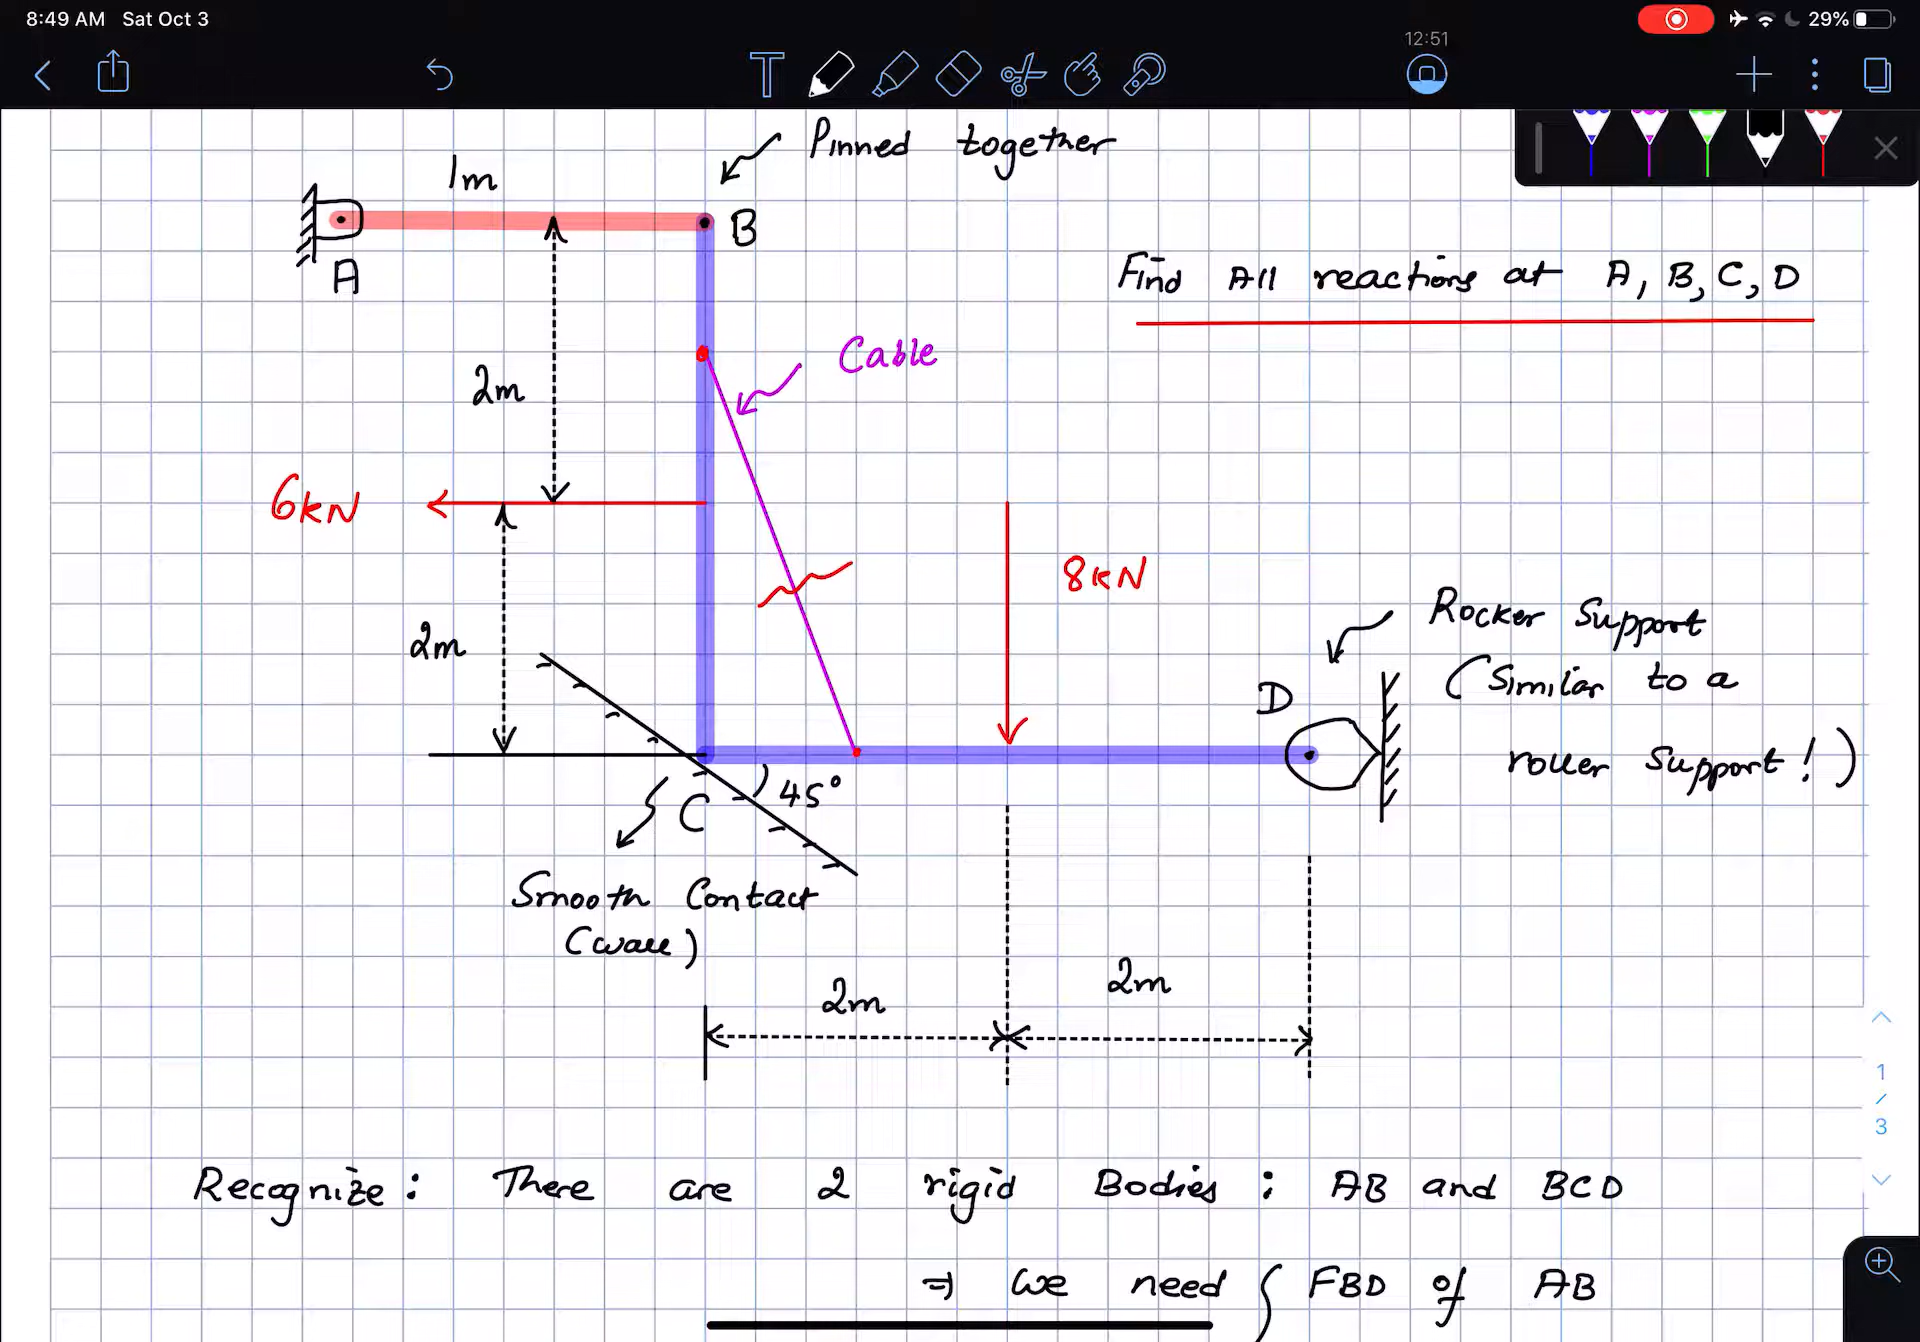 8:49 AM Sat Oct 3
29%
12:51
Pinned together
1m
B
A
Find All reactions at A, B, C, D
Cable
2m
6kN
8kN
Rocker Support
(Similar to a
roller Support!)
2m
D
C
45°
Smooth Contact
(wall)
2m
2m
1
/
3
Recognize: There are 2 rigid Bodies: AB and BCD
⇒ we need { FBD of AB